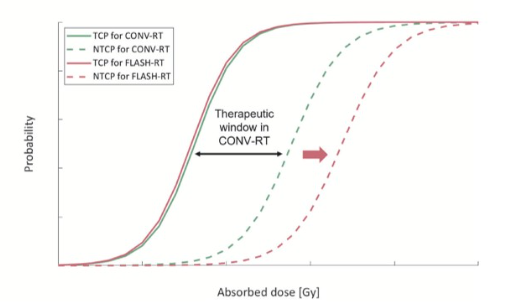 TCP for CONV-RT
NTCP for CONV-RT
TCP for FLASH-RT
NTCP for FLASH-RT
Therapeutic
window in
CONV-RT
Probability
Absorbed dose [Gy]